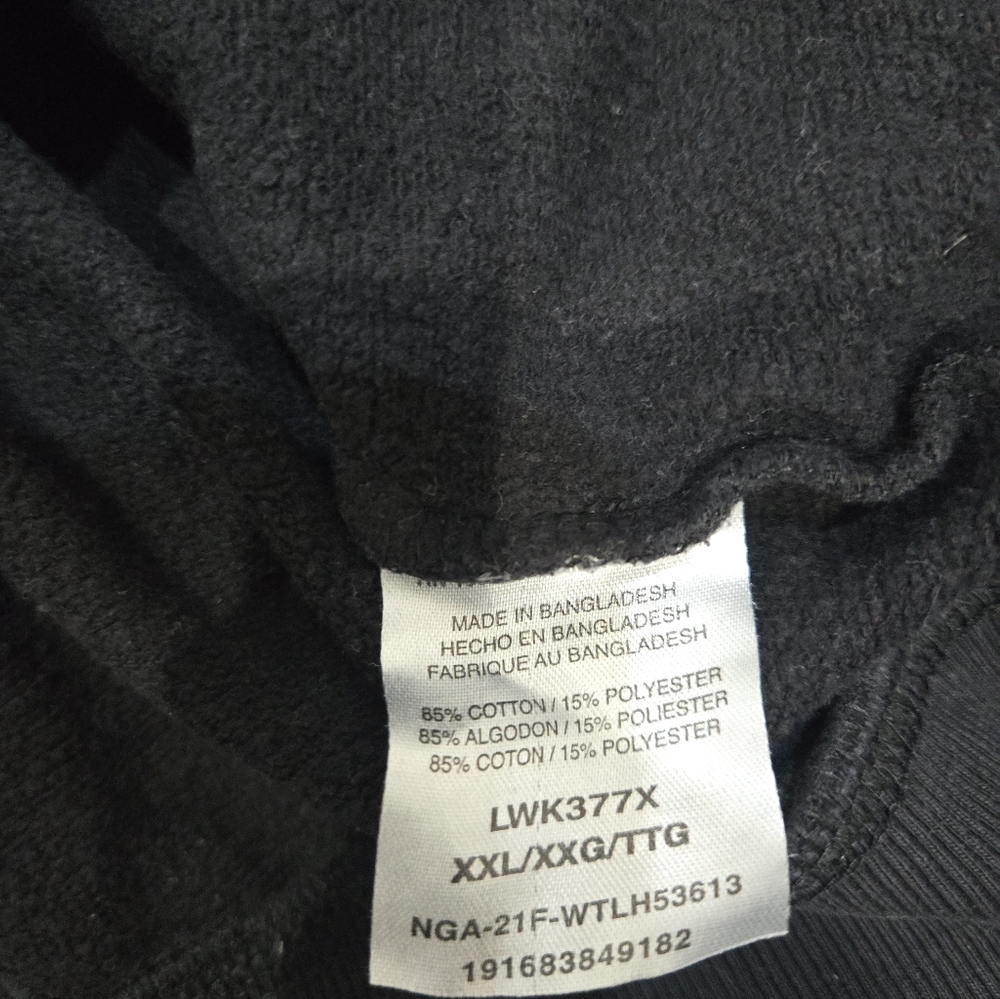 MADE IN BANGLADESH
HECHO EN BANGLADESH
FABRIQUE AU BANGLADESH
85% COTTON / 15% POLYESTER
85% ALGODON / 15% POLIESTER
85% COTON / 15% POLYESTER
LWK377X
XXL/XXG/TTG
NGA-21F-WTLH53613
191683849182